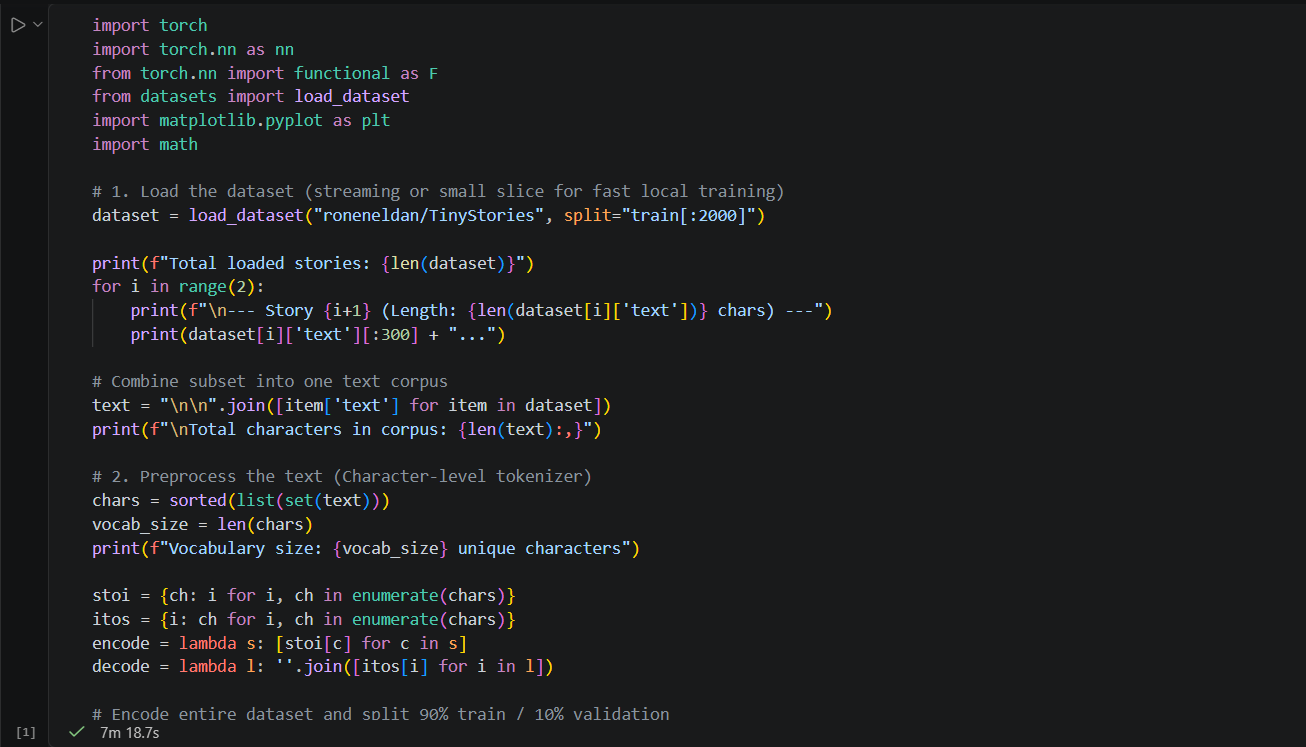 import torch
import torch.nn as nn
from torch.nn import functional as F
from datasets import load_dataset
import matplotlib.pyplot as plt
import math

# 1. Load the dataset (streaming or small slice for fast local training)
dataset = load_dataset("roneneldan/TinyStories", split="train[:2000]")

print(f"Total loaded stories: {len(dataset)}")
for i in range(2):
    print(f"\n--- Story {i+1} (Length: {len(dataset[i]['text'])} chars) ---")
    print(dataset[i]['text'][:300] + "...")

# Combine subset into one text corpus
text = "\n\n".join([item['text'] for item in dataset])
print(f"\nTotal characters in corpus: {len(text):,}")

# 2. Preprocess the text (Character-level tokenizer)
chars = sorted(list(set(text)))
vocab_size = len(chars)
print(f"Vocabulary size: {vocab_size} unique characters")

stoi = {ch: i for i, ch in enumerate(chars)}
itos = {i: ch for i, ch in enumerate(chars)}
encode = lambda s: [stoi[c] for c in s]
decode = lambda l: ''.join([itos[i] for i in l])

# Encode entire dataset and split 90% train / 10% validation
[1] 7m 18.7s